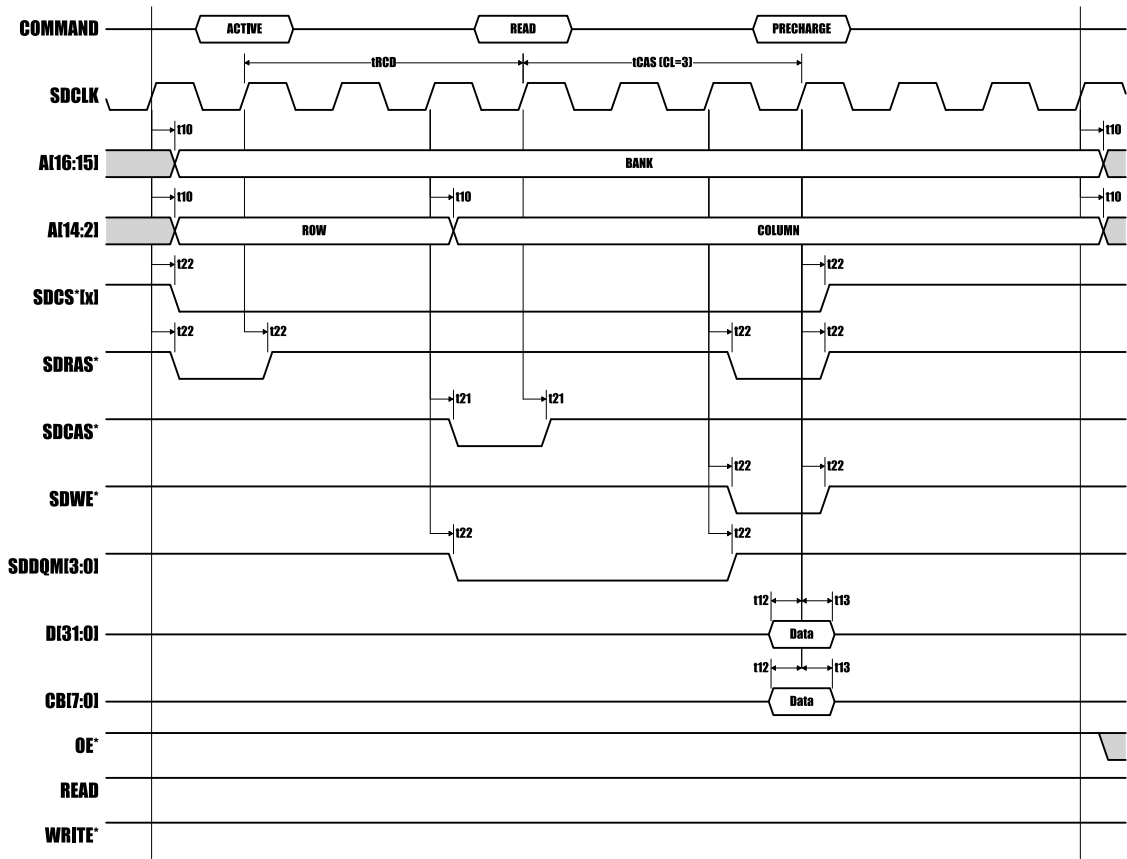 COMMAND ACTIVE READ PRECHARGE
tRCD tCAS (CL=3)
SDCLK
t10 t10
A[16:15] BANK
t10 t10 t10
A[14:2] ROW COLUMN
t22 t22
SDCS*[x]
t22 t22 t22 t22
SDRAS*
t21 t21
SDCAS*
t22 t22
SDWE*
t22 t22
SDDQM[3:0]
t12 t13
D[31:0] Data
t12 t13
CB[7:0] Data
OE*
READ
WRITE*